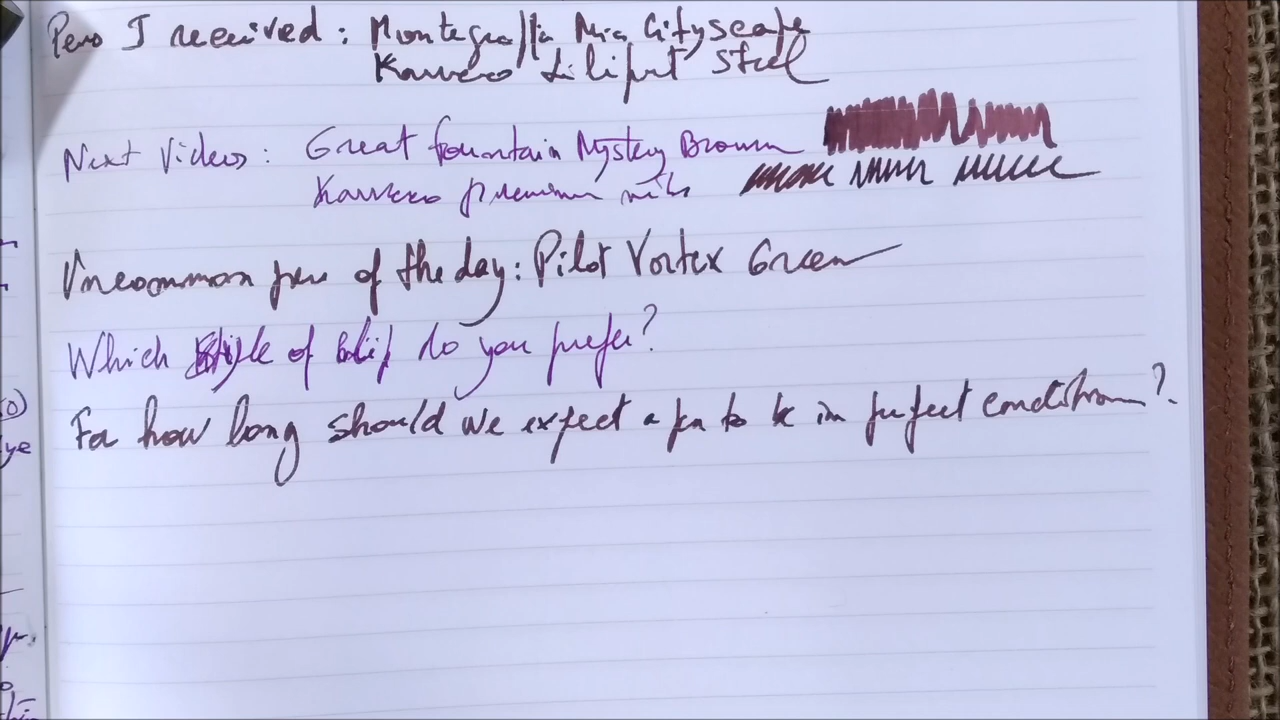 Pens I received: Montegrappa Mia Cityscape
Kaweco Liliput Steel
Next Videos: Great fountain Mystery Brown
Kaweco premium nibs
Uncommon pen of the day: Pilot Vortex Green
Which style of clip do you prefer?
For how long should we expect a pen to be in perfect condition?
ye